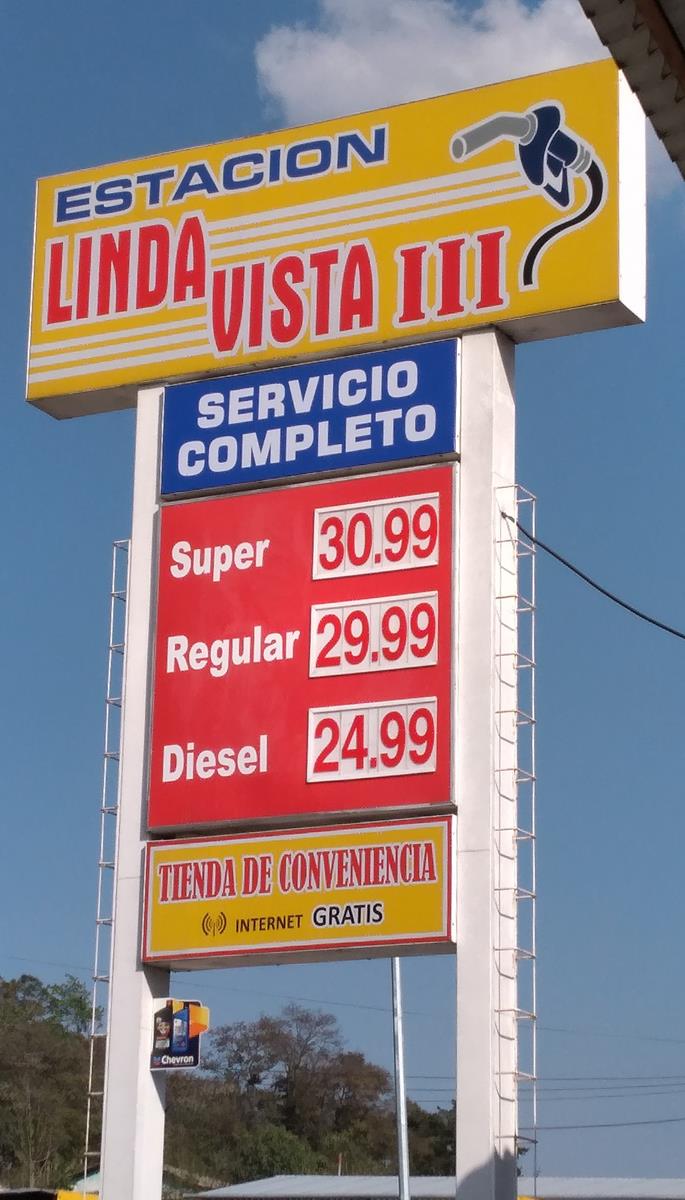 ESTACION
LINDA
VISTA III
SERVICIO
COMPLETO
Super 30.99
Regular 29.99
Diesel 24.99
TIENDA DE CONVENIENCIA
INTERNET GRATIS
Chevron